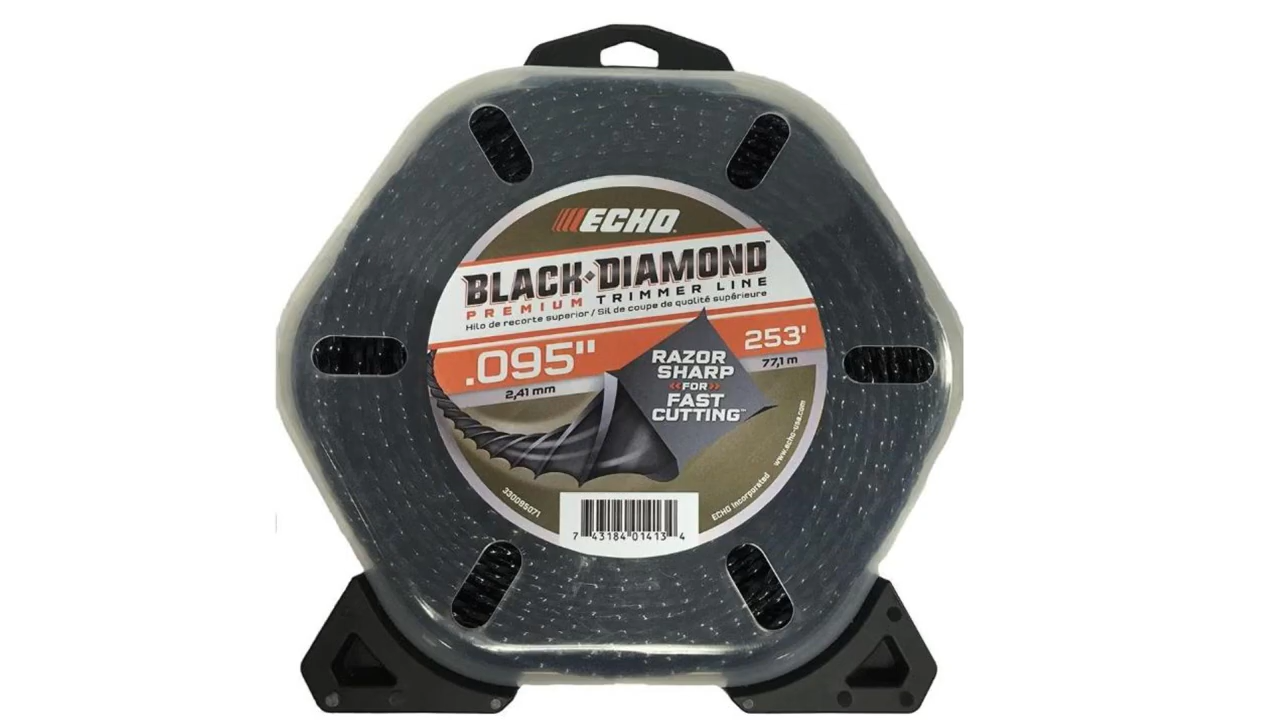 ECHO
BLACK◆DIAMOND™
PREMIUM TRIMMER LINE
Hilo de recorte superior / Sil de coupe de qualité supérieure
.095"
2,41 mm
253'
77,1 m
RAZOR
SHARP
«FOR»
FAST
CUTTING™
www.echo-usa.com
ECHO Incorporated
330095071
7 43184 01413 4